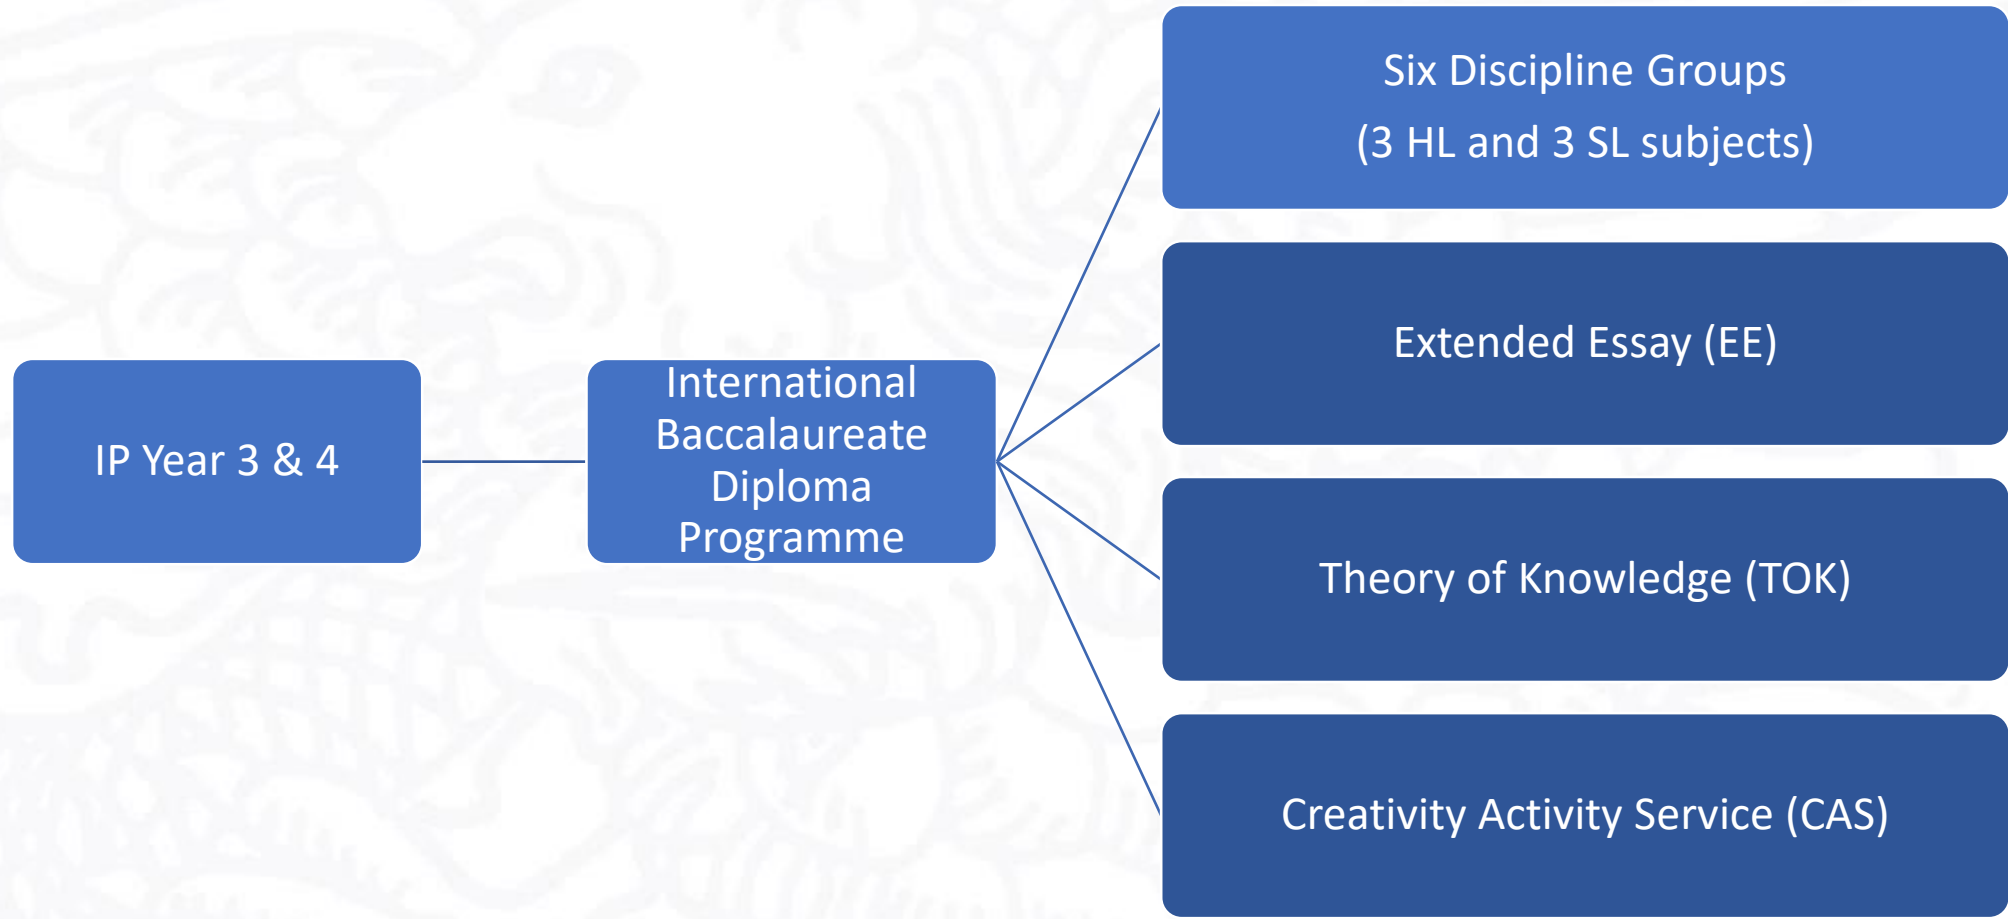 IP Year 3 & 4
International
Baccalaureate
Diploma
Programme
Six Discipline Groups
(3 HL and 3 SL subjects)
Extended Essay (EE)
Theory of Knowledge (TOK)
Creativity Activity Service (CAS)